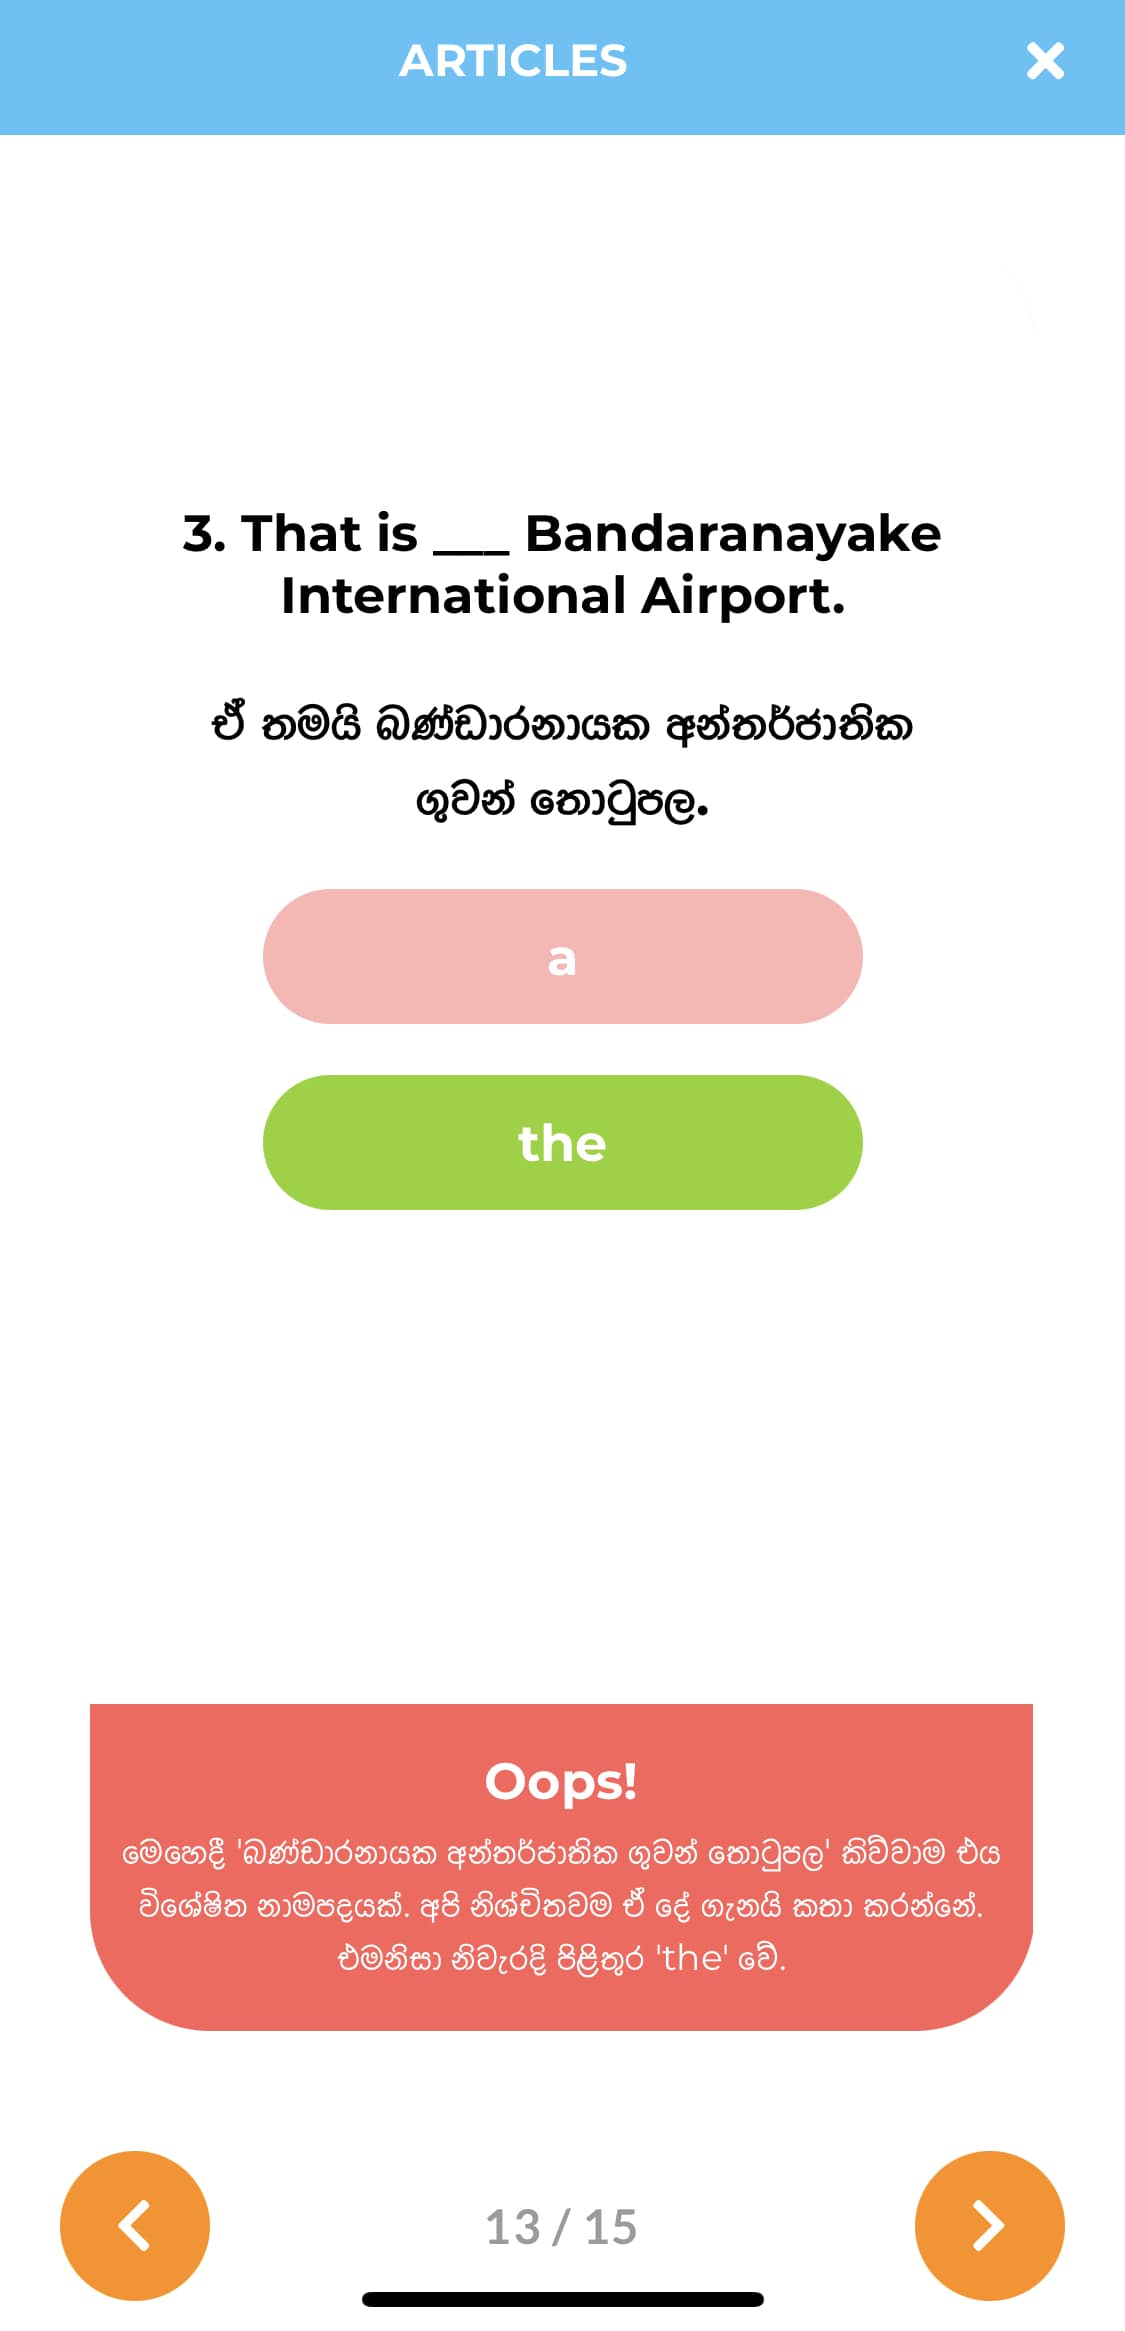 ARTICLES
3. That is ___ Bandaranayake
International Airport.
ඒ තමයි බණ්ඩාරනායක අන්තර්ජාතික
ගුවන් තොටුපල.
a
the
Oops!
මෙහෙදී 'බණ්ඩාරනායක අන්තර්ජාතික ගුවන් තොටුපල' කිව්වාම එය
විශේෂිත නාමපදයක්. අපි නිශ්චිතවම ඒ දේ ගැනයි කතා කරන්නේ.
එමනිසා නිවැරදි පිළිතුර 'the' වේ.
13 / 15